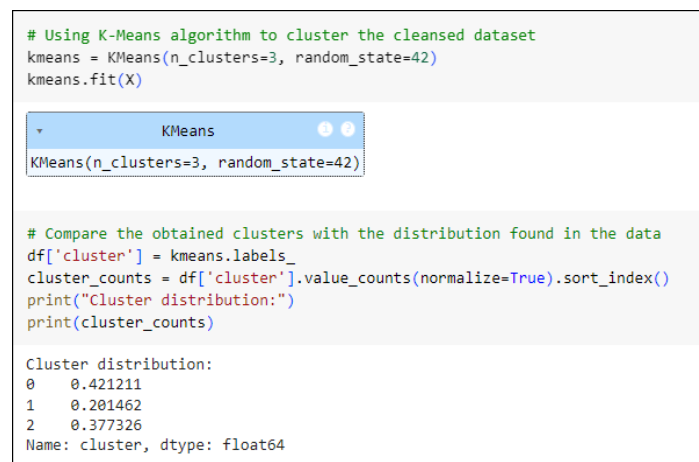 # Using K-Means algorithm to cluster the cleansed dataset
kmeans = KMeans(n_clusters=3, random_state=42)
kmeans.fit(X)
▾ KMeans i ?
KMeans(n_clusters=3, random_state=42)
# Compare the obtained clusters with the distribution found in the data
df['cluster'] = kmeans.labels_
cluster_counts = df['cluster'].value_counts(normalize=True).sort_index()
print("Cluster distribution:")
print(cluster_counts)
Cluster distribution:
0    0.421211
1    0.201462
2    0.377326
Name: cluster, dtype: float64